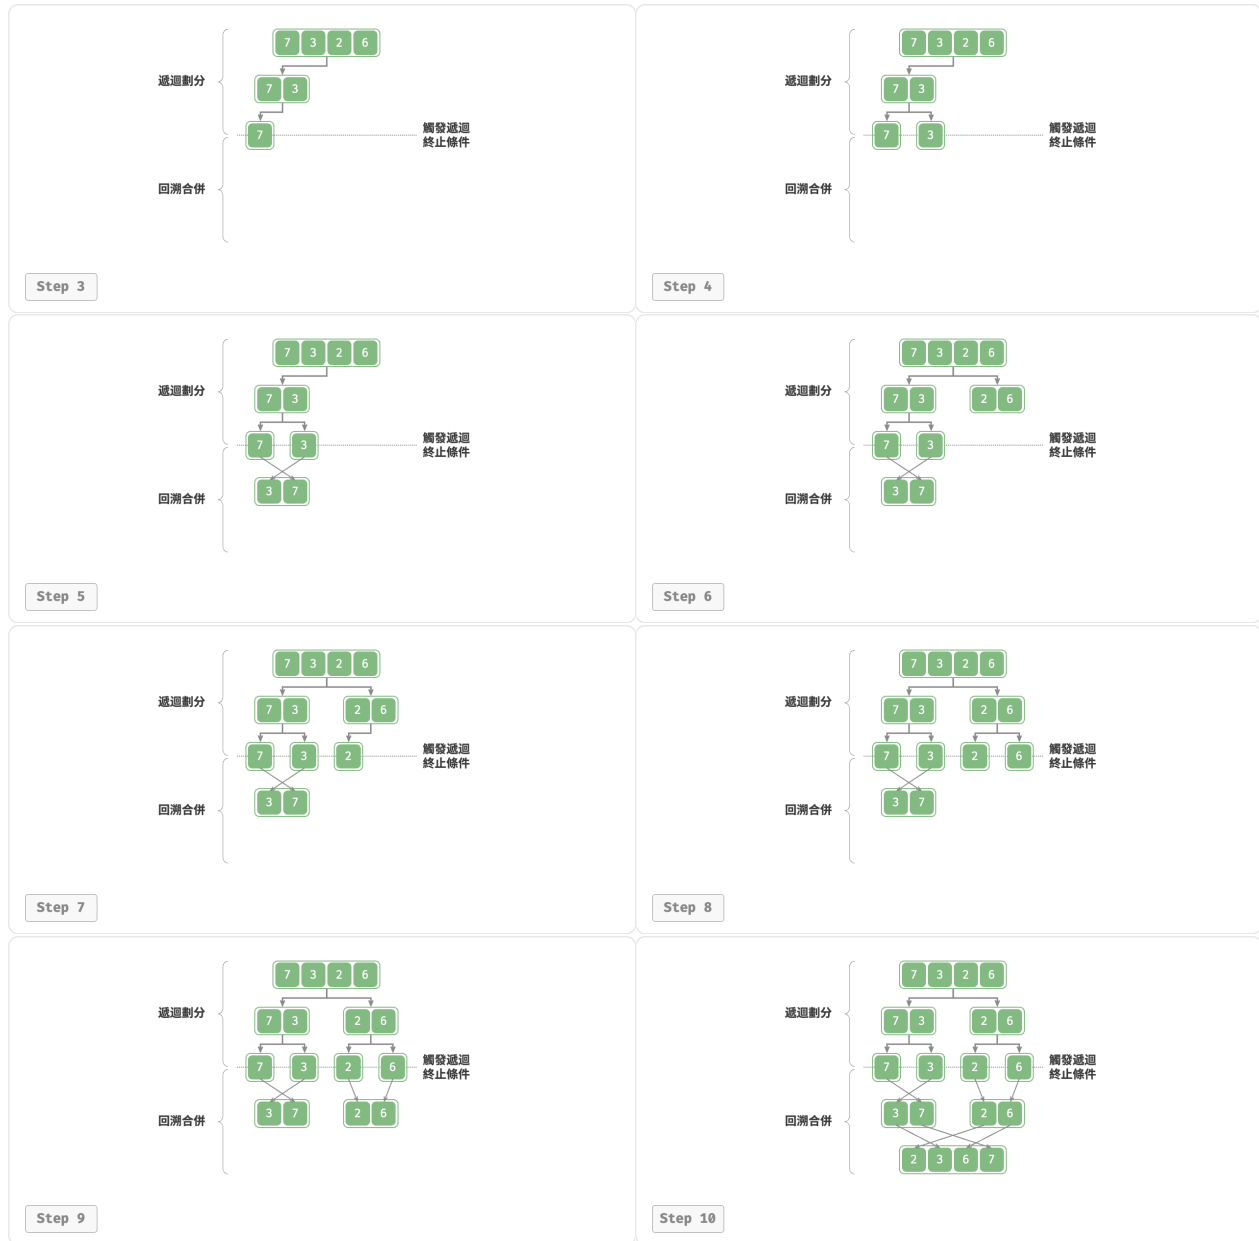 7 3 2 6
遞迴劃分
7 3
7
觸發遞迴
終止條件
回溯合併
Step 3
7 3 2 6
遞迴劃分
7 3
7 3
觸發遞迴
終止條件
回溯合併
Step 4
7 3 2 6
遞迴劃分
7 3
7 3
觸發遞迴
終止條件
3 7
回溯合併
Step 5
7 3 2 6
遞迴劃分
7 3 2 6
7 3
觸發遞迴
終止條件
3 7
回溯合併
Step 6
7 3 2 6
遞迴劃分
7 3 2 6
7 3 2
觸發遞迴
終止條件
3 7
回溯合併
Step 7
7 3 2 6
遞迴劃分
7 3 2 6
7 3 2 6
觸發遞迴
終止條件
3 7
回溯合併
Step 8
7 3 2 6
遞迴劃分
7 3 2 6
7 3 2 6
觸發遞迴
終止條件
3 7 2 6
回溯合併
Step 9
7 3 2 6
遞迴劃分
7 3 2 6
7 3 2 6
觸發遞迴
終止條件
3 7 2 6
回溯合併
2 3 6 7
Step 10